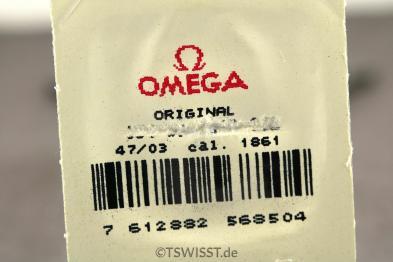 Ω
OMEGA
ORIGINAL
47/03 cal. 1861
7 612882 568504
©TSWISST.de